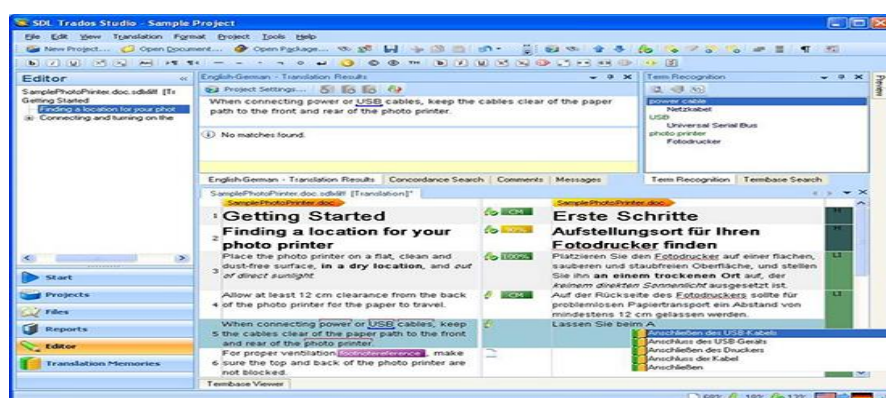 SDL Trados Studio - Sample Project
File Edit View Translation Format Project Tools Help
New Project... Open Document... Open Package...
Editor
SamplePhotoPrinter.doc.sdlxliff [Tr
Getting Started
Finding a location for your phot
Connecting and turning on the
Start
Projects
Files
Reports
Editor
Translation Memories
English-German - Translation Results
Project Settings...
When connecting power or USB cables, keep the cables clear of the paper
path to the front and rear of the photo printer.
No matches found.
English-German - Translation Results Concordance Search Comments Messages
Term Recognition
power cable
Netzkabel
USB
Universal Serial Bus
photo printer
Fotodrucker
Term Recognition Termbase Search
Preview
SamplePhotoPrinter.doc.sdlxliff [Translation]*
SamplePhotoPrinter.doc SamplePhotoPrinter.doc
1 Getting Started CM Erste Schritte H
2 Finding a location for your
photo printer
90%
Aufstellungsort für Ihren
Fotodrucker finden
H
3 Place the photo printer on a flat, clean and
dust-free surface, in a dry location, and out
of direct sunlight.
100%
Platzieren Sie den Fotodrucker auf einer flachen,
sauberen und staubfreien Oberfläche, und stellen
Sie ihn an einem trockenen Ort auf, der
keinem direkten Sonnenlicht ausgesetzt ist.
LI
4 Allow at least 12 cm clearance from the back
of the photo printer for the paper to travel.
CM
Auf der Rückseite des Fotodruckers sollte für
problemlosen Papiertransport ein Abstand von
mindestens 12 cm gelassen werden.
LI
5 When connecting power or USB cables, keep
the cables clear of the paper path to the front
and rear of the photo printer.
Lassen Sie beim A
Anschließen des USB-Kabels
Anschluss des USB-Geräts
Anschließen des Druckers
Anschluss der Kabel
Anschließen
6 For proper ventilation footnotereference , make
sure the top and back of the photo printer are
not blocked.
Termbase Viewer